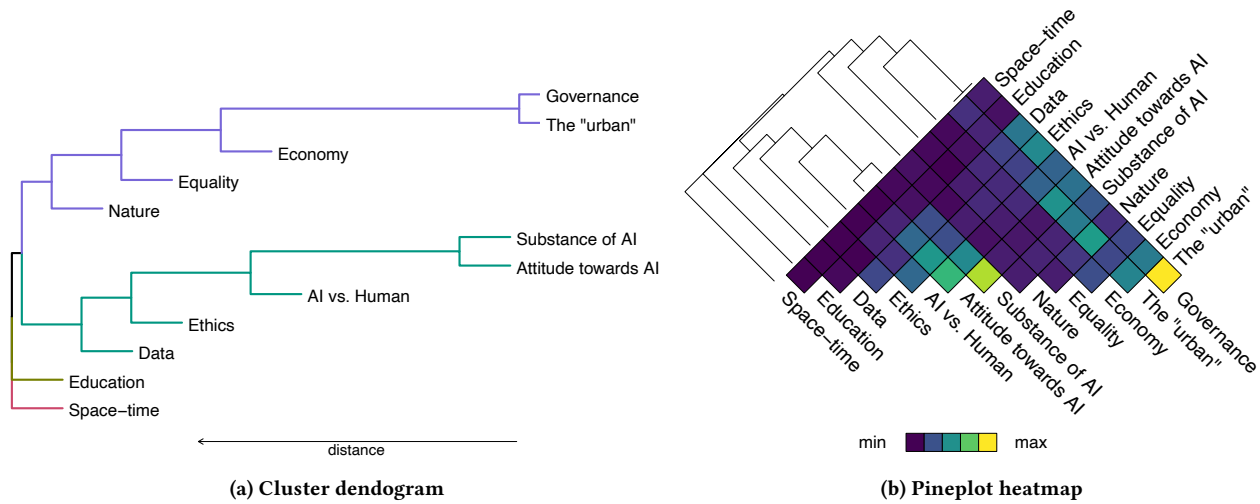 Governance
The "urban"
Economy
Equality
Nature
Substance of AI
Attitude towards AI
AI vs. Human
Ethics
Data
Education
Space−time
distance
(a) Cluster dendogram
Space−time
Education
Data
Ethics
AI vs. Human
Attitude towards AI
Substance of AI
Nature
Equality
Economy
The "urban"
Space−time
Education
Data
Ethics
AI vs. Human
Attitude towards AI
Substance of AI
Nature
Equality
Economy
The "urban"
Governance
min
max
(b) Pineplot heatmap